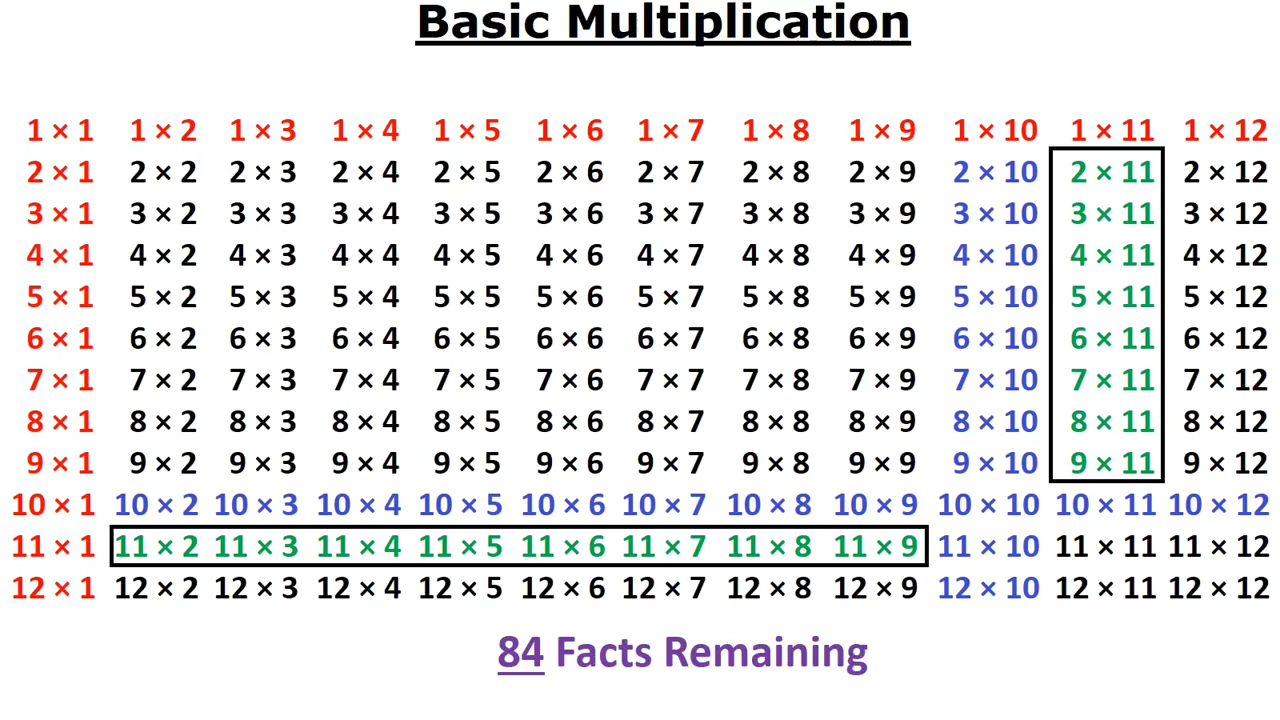 Basic Multiplication
1 × 1 1 × 2 1 × 3 1 × 4 1 × 5 1 × 6 1 × 7 1 × 8 1 × 9 1 × 10 1 × 11 1 × 12
2 × 1 2 × 2 2 × 3 2 × 4 2 × 5 2 × 6 2 × 7 2 × 8 2 × 9 2 × 10 2 × 11 2 × 12
3 × 1 3 × 2 3 × 3 3 × 4 3 × 5 3 × 6 3 × 7 3 × 8 3 × 9 3 × 10 3 × 11 3 × 12
4 × 1 4 × 2 4 × 3 4 × 4 4 × 5 4 × 6 4 × 7 4 × 8 4 × 9 4 × 10 4 × 11 4 × 12
5 × 1 5 × 2 5 × 3 5 × 4 5 × 5 5 × 6 5 × 7 5 × 8 5 × 9 5 × 10 5 × 11 5 × 12
6 × 1 6 × 2 6 × 3 6 × 4 6 × 5 6 × 6 6 × 7 6 × 8 6 × 9 6 × 10 6 × 11 6 × 12
7 × 1 7 × 2 7 × 3 7 × 4 7 × 5 7 × 6 7 × 7 7 × 8 7 × 9 7 × 10 7 × 11 7 × 12
8 × 1 8 × 2 8 × 3 8 × 4 8 × 5 8 × 6 8 × 7 8 × 8 8 × 9 8 × 10 8 × 11 8 × 12
9 × 1 9 × 2 9 × 3 9 × 4 9 × 5 9 × 6 9 × 7 9 × 8 9 × 9 9 × 10 9 × 11 9 × 12
10 × 1 10 × 2 10 × 3 10 × 4 10 × 5 10 × 6 10 × 7 10 × 8 10 × 9 10 × 10 10 × 11 10 × 12
11 × 1 11 × 2 11 × 3 11 × 4 11 × 5 11 × 6 11 × 7 11 × 8 11 × 9 11 × 10 11 × 11 11 × 12
12 × 1 12 × 2 12 × 3 12 × 4 12 × 5 12 × 6 12 × 7 12 × 8 12 × 9 12 × 10 12 × 11 12 × 12
84 Facts Remaining